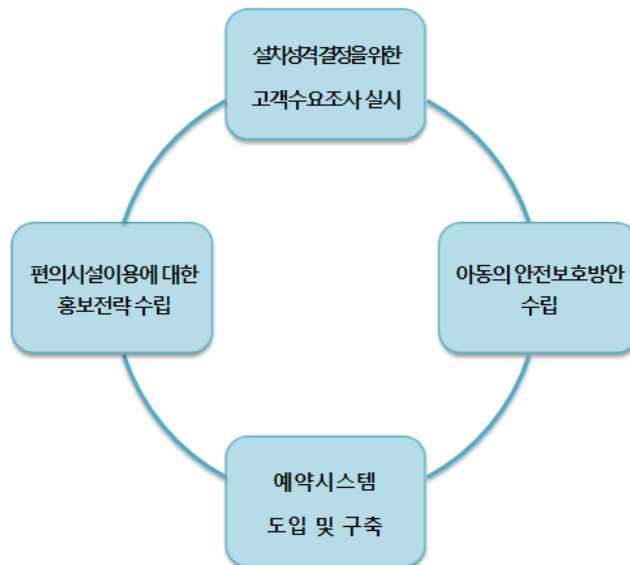 설치성격결정을위한
고객수요조사 실시
편의시설이용에 대한
홍보전략 수립
아동의 안전보호방안
수립
예약시스템
도입 및 구축